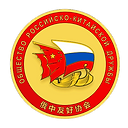 ОБЩЕСТВО РОССИЙСКО-КИТАЙСКОЙ ДРУЖБЫ
俄中友好协会